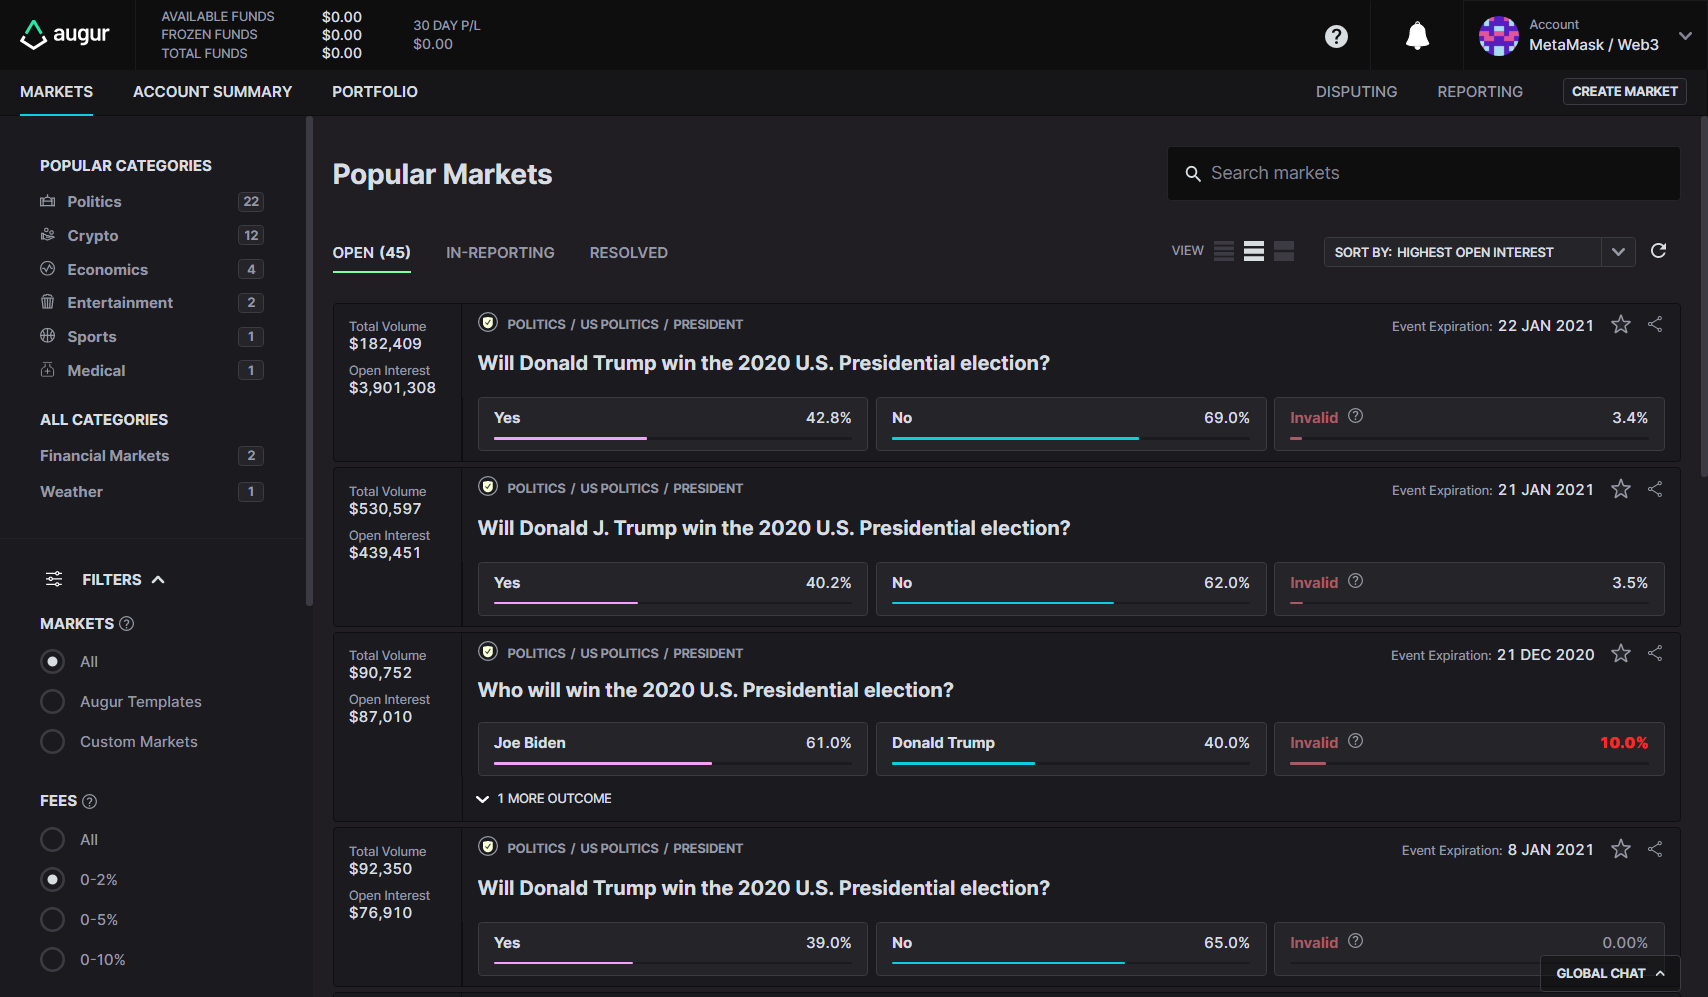 augur
AVAILABLE FUNDS $0.00
FROZEN FUNDS $0.00
TOTAL FUNDS $0.00
30 DAY P/L
$0.00
?
Account
MetaMask / Web3
MARKETS ACCOUNT SUMMARY PORTFOLIO DISPUTING REPORTING CREATE MARKET
POPULAR CATEGORIES
Politics 22
Crypto 12
Economics 4
Entertainment 2
Sports 1
Medical 1
ALL CATEGORIES
Financial Markets 2
Weather 1
FILTERS
MARKETS ?
All
Augur Templates
Custom Markets
FEES ?
All
0-2%
0-5%
0-10%
Popular Markets
Search markets
OPEN (45) IN-REPORTING RESOLVED
VIEW
SORT BY: HIGHEST OPEN INTEREST
Total Volume
$182,409
Open Interest
$3,901,308
POLITICS / US POLITICS / PRESIDENT
Event Expiration: 22 JAN 2021
Will Donald Trump win the 2020 U.S. Presidential election?
Yes 42.8%
No 69.0%
Invalid ? 3.4%
Total Volume
$530,597
Open Interest
$439,451
POLITICS / US POLITICS / PRESIDENT
Event Expiration: 21 JAN 2021
Will Donald J. Trump win the 2020 U.S. Presidential election?
Yes 40.2%
No 62.0%
Invalid ? 3.5%
Total Volume
$90,752
Open Interest
$87,010
POLITICS / US POLITICS / PRESIDENT
Event Expiration: 21 DEC 2020
Who will win the 2020 U.S. Presidential election?
Joe Biden 61.0%
Donald Trump 40.0%
Invalid ? 10.0%
1 MORE OUTCOME
Total Volume
$92,350
Open Interest
$76,910
POLITICS / US POLITICS / PRESIDENT
Event Expiration: 8 JAN 2021
Will Donald Trump win the 2020 U.S. Presidential election?
Yes 39.0%
No 65.0%
Invalid ? 0.00%
GLOBAL CHAT